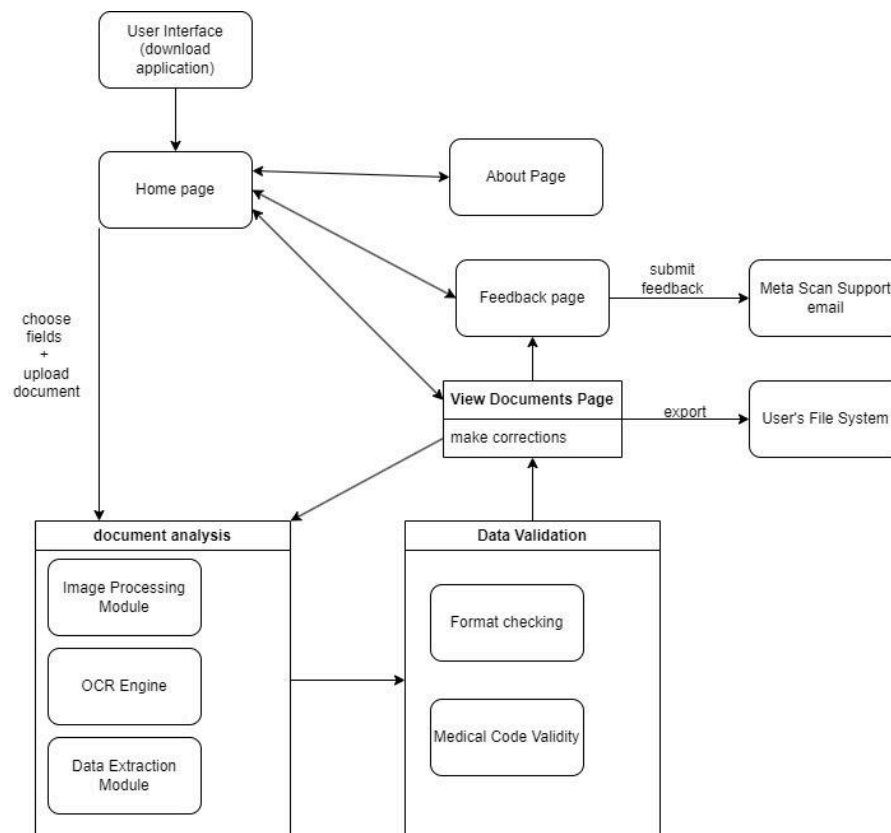 User Interface
(download
application)
Home page
About Page
Feedback page
submit
feedback
Meta Scan Support
email
choose
fields
+
upload
document
View Documents Page
make corrections
export
User's File System
document analysis
Image Processing
Module
OCR Engine
Data Extraction
Module
Data Validation
Format checking
Medical Code Validity